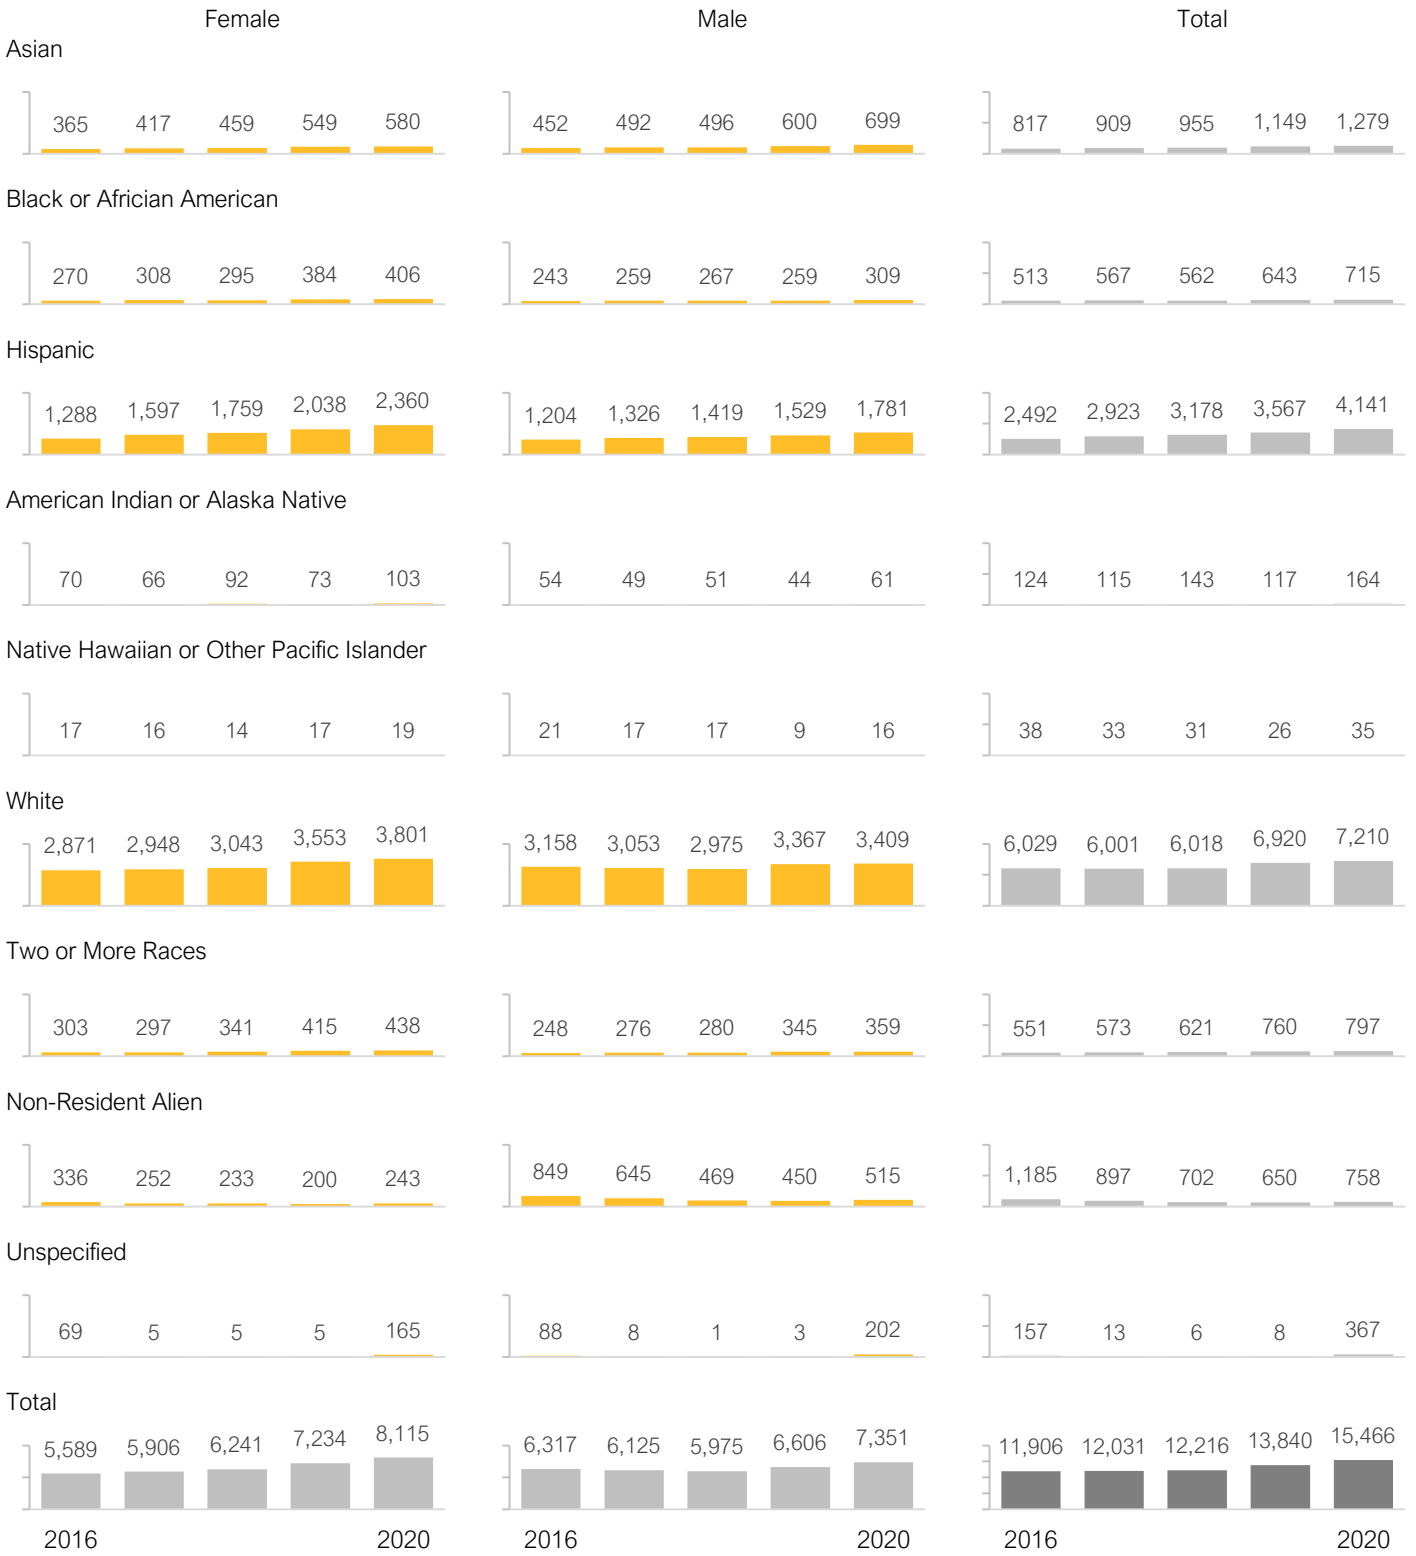 Female Male Total
Asian
365 417 459 549 580 452 492 496 600 699 817 909 955 1,149 1,279
Black or Africian American
270 308 295 384 406 243 259 267 259 309 513 567 562 643 715
Hispanic
1,288 1,597 1,759 2,038 2,360 1,204 1,326 1,419 1,529 1,781 2,492 2,923 3,178 3,567 4,141
American Indian or Alaska Native
70 66 92 73 103 54 49 51 44 61 124 115 143 117 164
Native Hawaiian or Other Pacific Islander
17 16 14 17 19 21 17 17 9 16 38 33 31 26 35
White
2,871 2,948 3,043 3,553 3,801 3,158 3,053 2,975 3,367 3,409 6,029 6,001 6,018 6,920 7,210
Two or More Races
303 297 341 415 438 248 276 280 345 359 551 573 621 760 797
Non-Resident Alien
336 252 233 200 243 849 645 469 450 515 1,185 897 702 650 758
Unspecified
69 5 5 5 165 88 8 1 3 202 157 13 6 8 367
Total
5,589 5,906 6,241 7,234 8,115 6,317 6,125 5,975 6,606 7,351 11,906 12,031 12,216 13,840 15,466
2016 2020 2016 2020 2016 2020